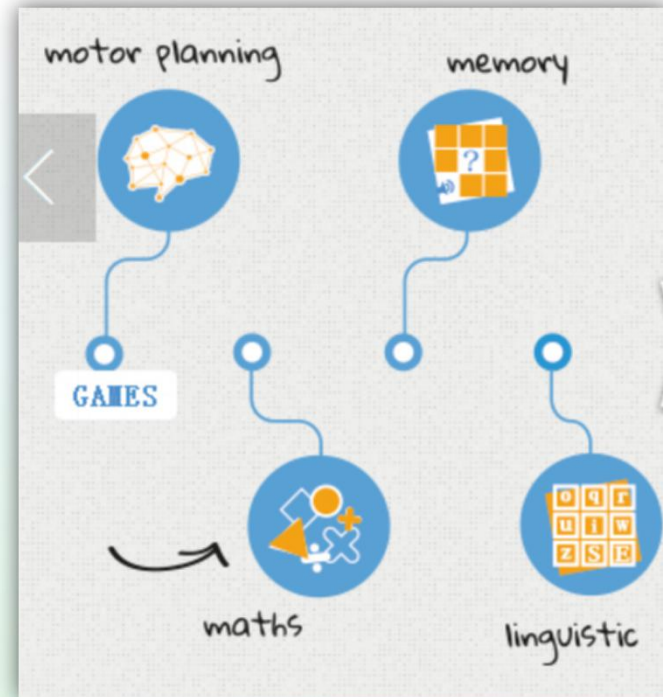 motor planning
memory
?
GAMES
o q r
u i w
z S E
maths
linguistic